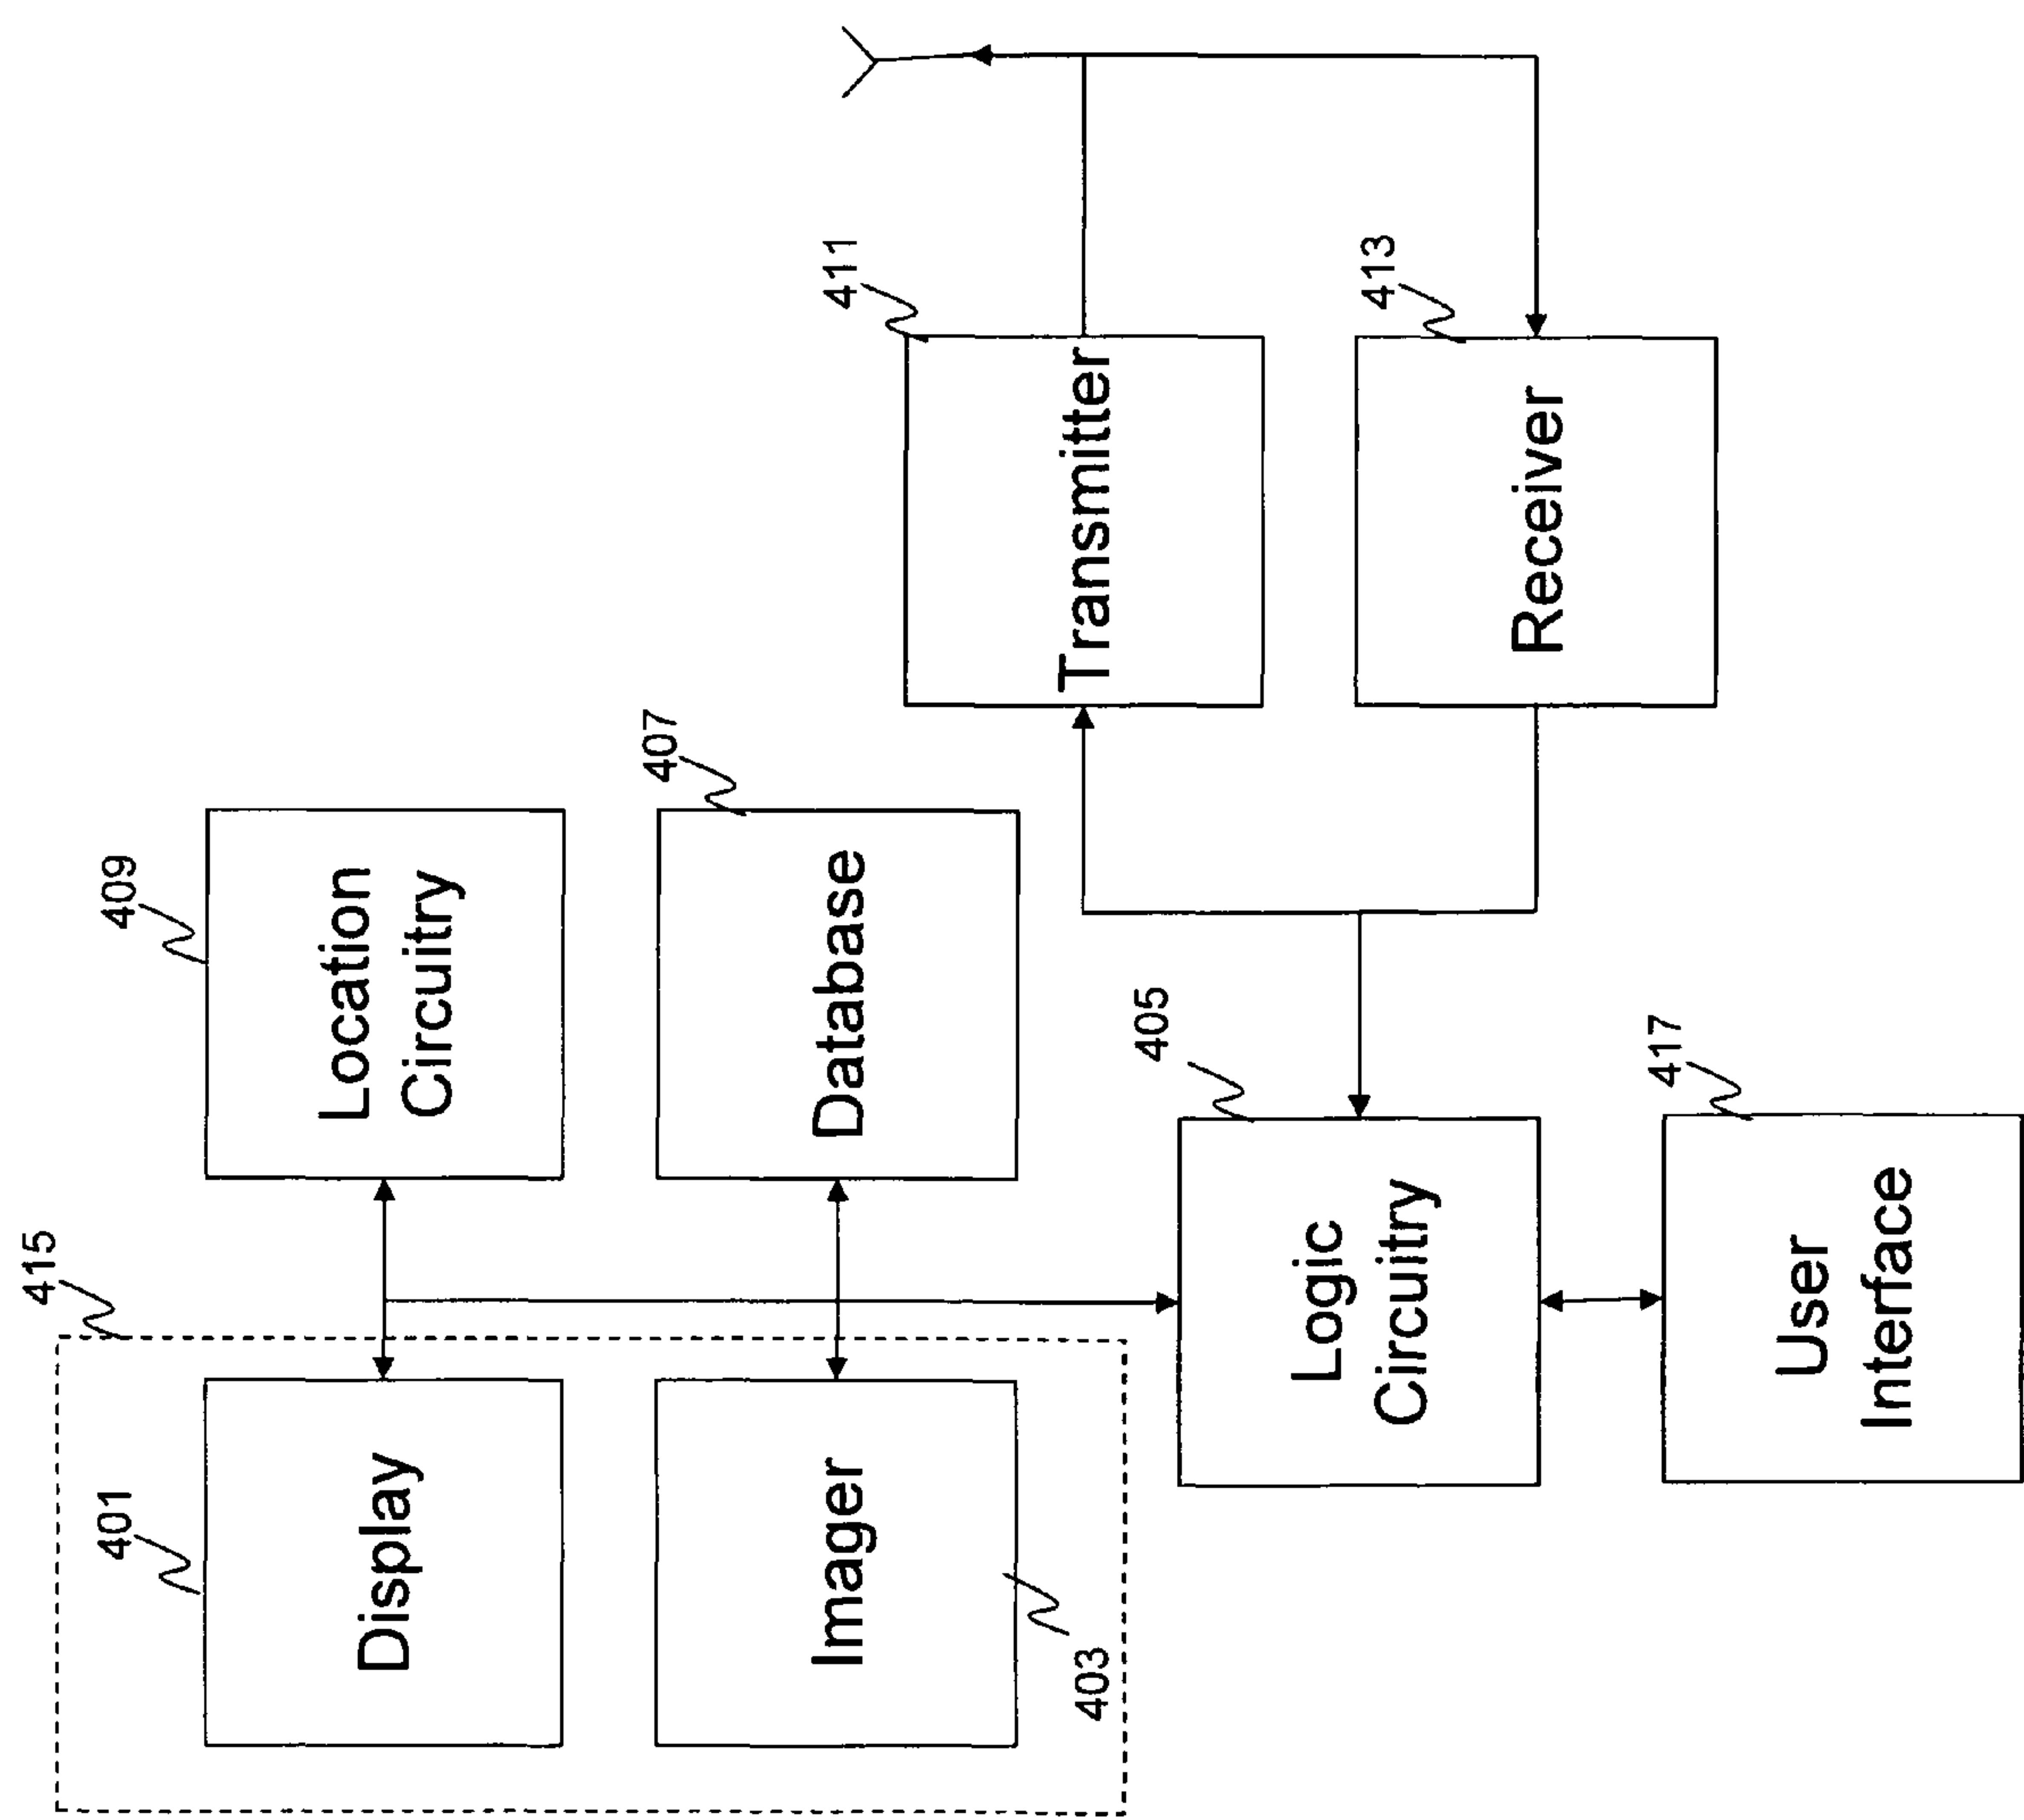 415
401
409
Display
Location
Circuitry
407
Imager
Database
411
403
Transmitter
405
Logic
Circuitry
413
Receiver
417
User
Interface